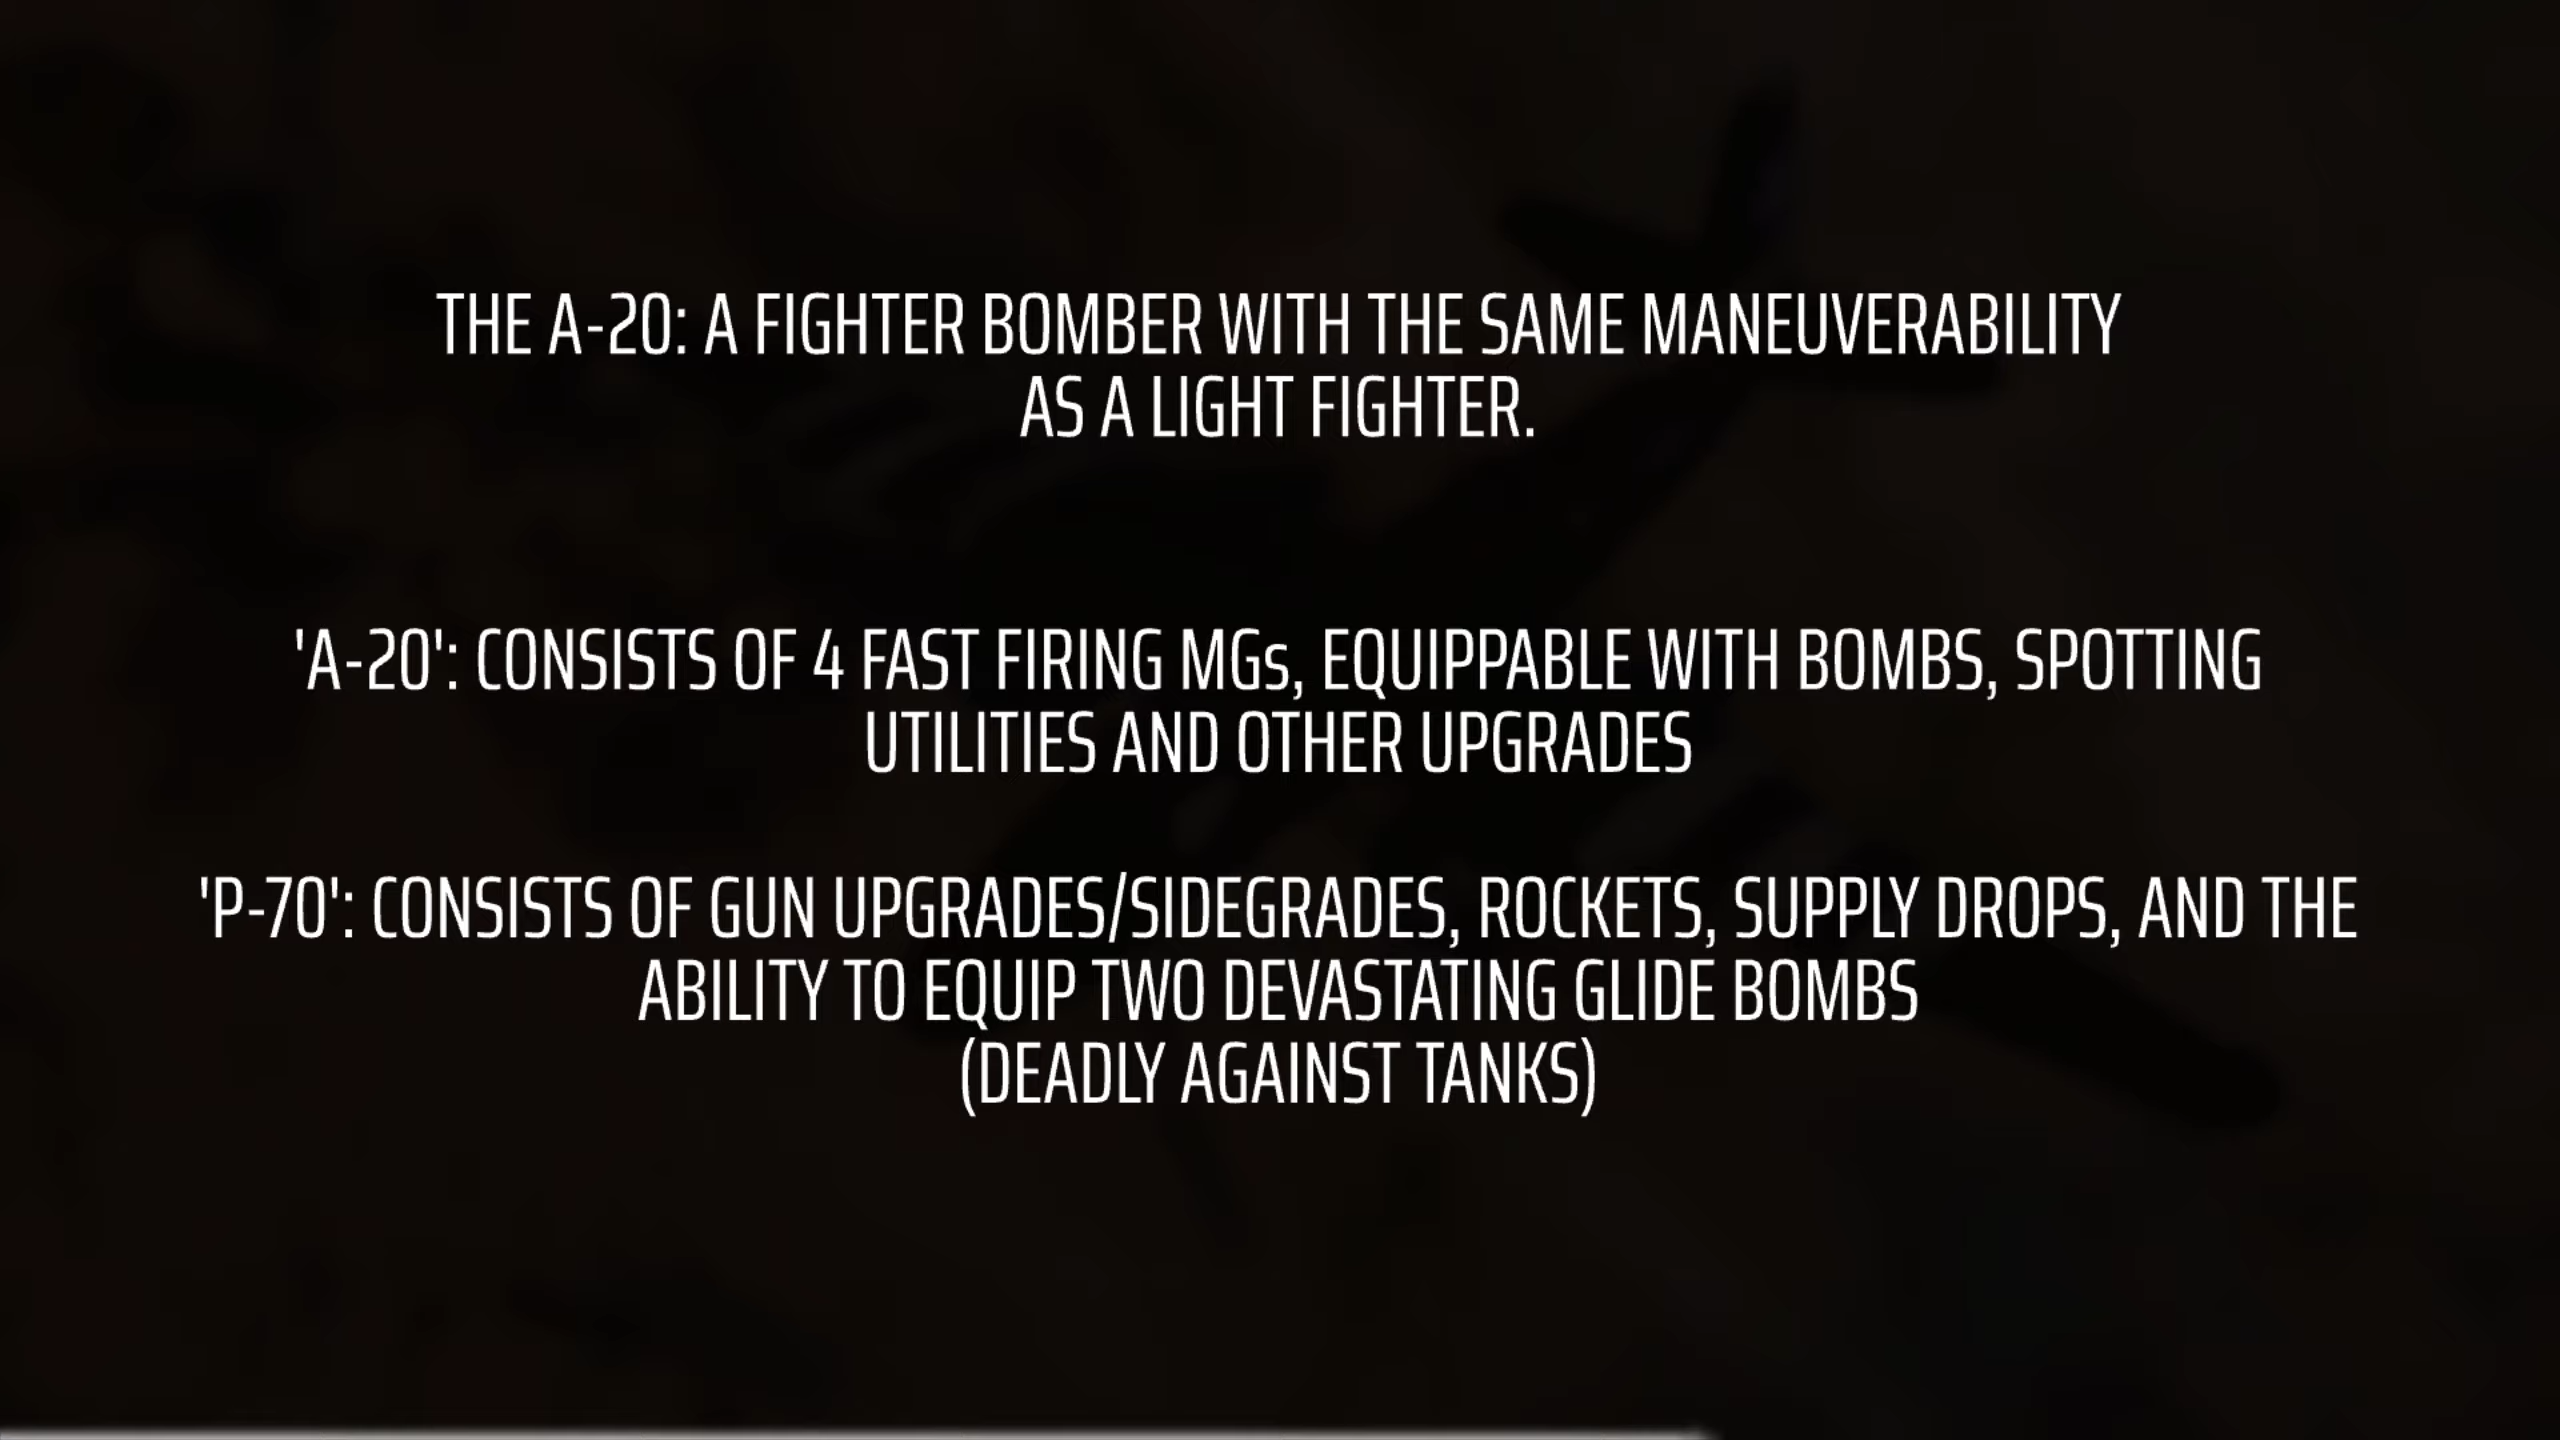 THE A-20: A FIGHTER BOMBER WITH THE SAME MANEUVERABILITY
AS A LIGHT FIGHTER.
'A-20': CONSISTS OF 4 FAST FIRING MGs, EQUIPPABLE WITH BOMBS, SPOTTING
UTILITIES AND OTHER UPGRADES
'P-70': CONSISTS OF GUN UPGRADES/SIDEGRADES, ROCKETS, SUPPLY DROPS, AND THE
ABILITY TO EQUIP TWO DEVASTATING GLIDE BOMBS
(DEADLY AGAINST TANKS)